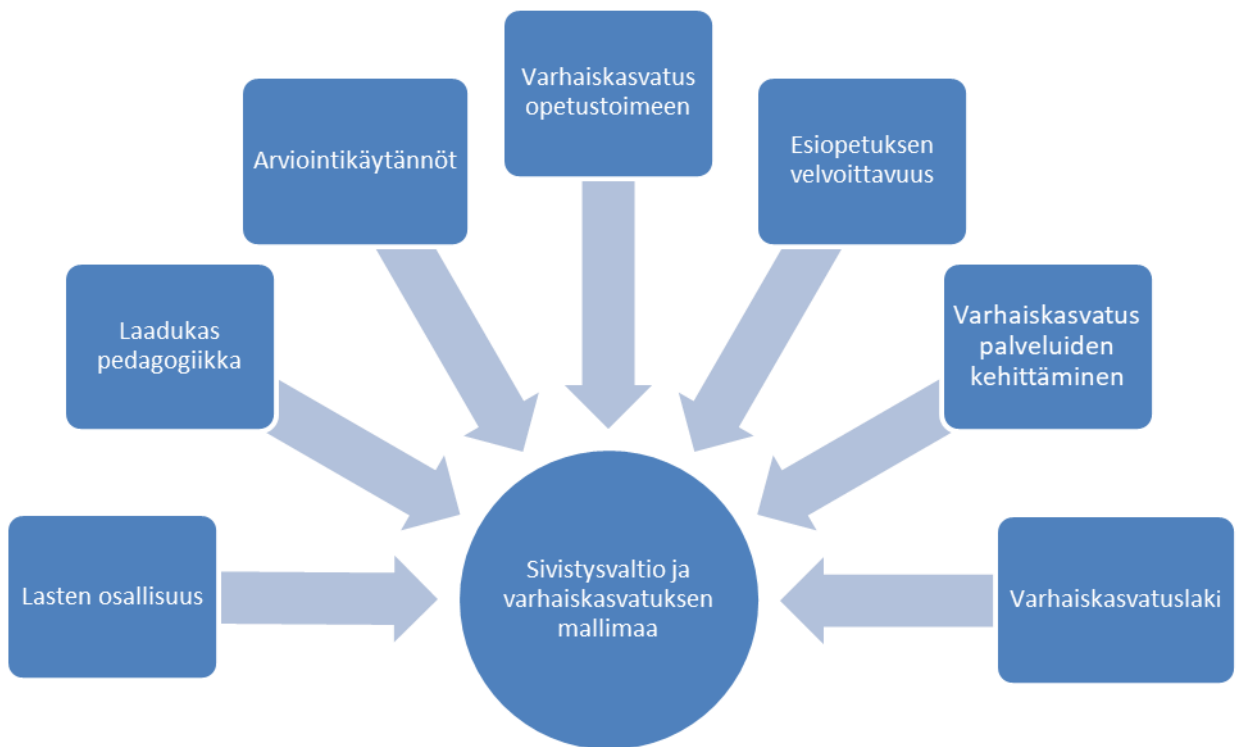 Varhaiskasvatus
opetustoimeen
Arviointikäytännöt
Esiopetuksen
velvoittavuus
Laadukas
pedagogiikka
Varhaiskasvatus
palveluiden
kehittäminen
Lasten osallisuus
Sivistysvaltio ja
varhaiskasvatuksen
mallimaa
Varhaiskasvatuslaki